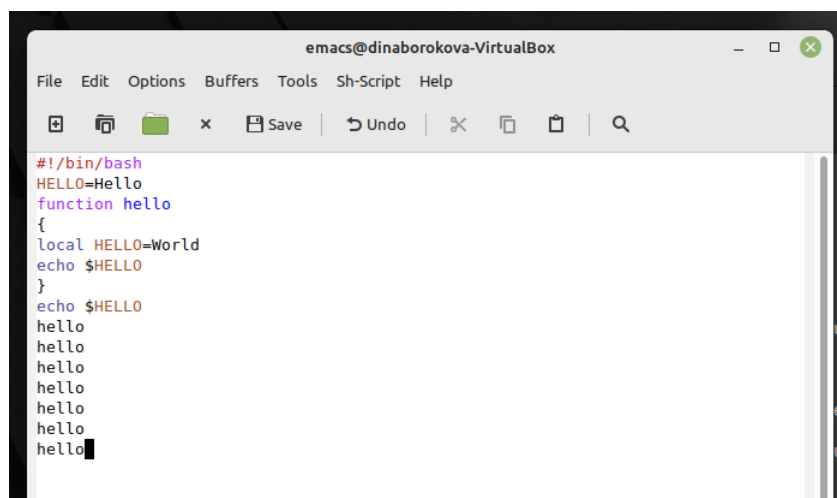 emacs@dinaborokova-VirtualBox
File Edit Options Buffers Tools Sh-Script Help
Save Undo
#!/bin/bash
HELLO=Hello
function hello
{
local HELLO=World
echo $HELLO
}
echo $HELLO
hello
hello
hello
hello
hello
hello
hello